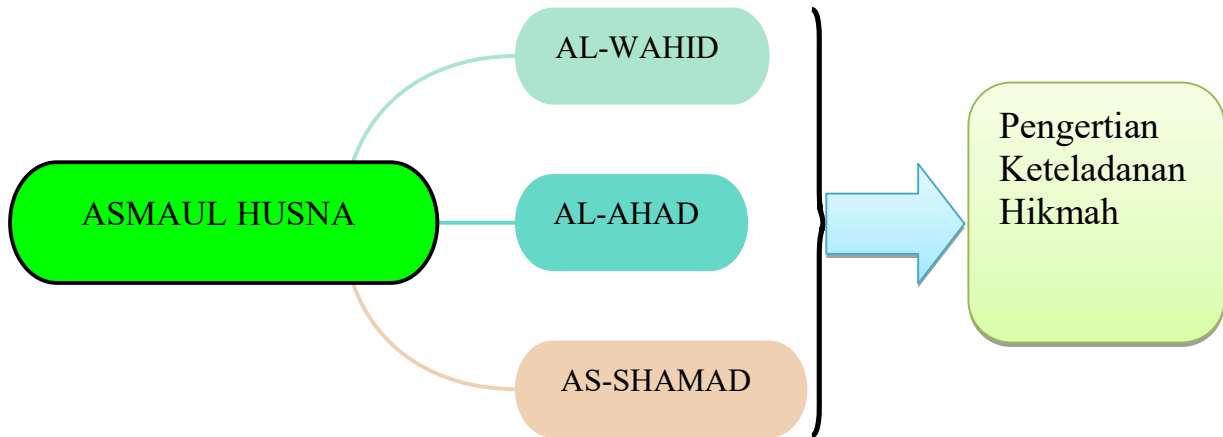 ASMAUL HUSNA
AL-WAHID
AL-AHAD
AS-SHAMAD
Pengertian
Keteladanan
Hikmah